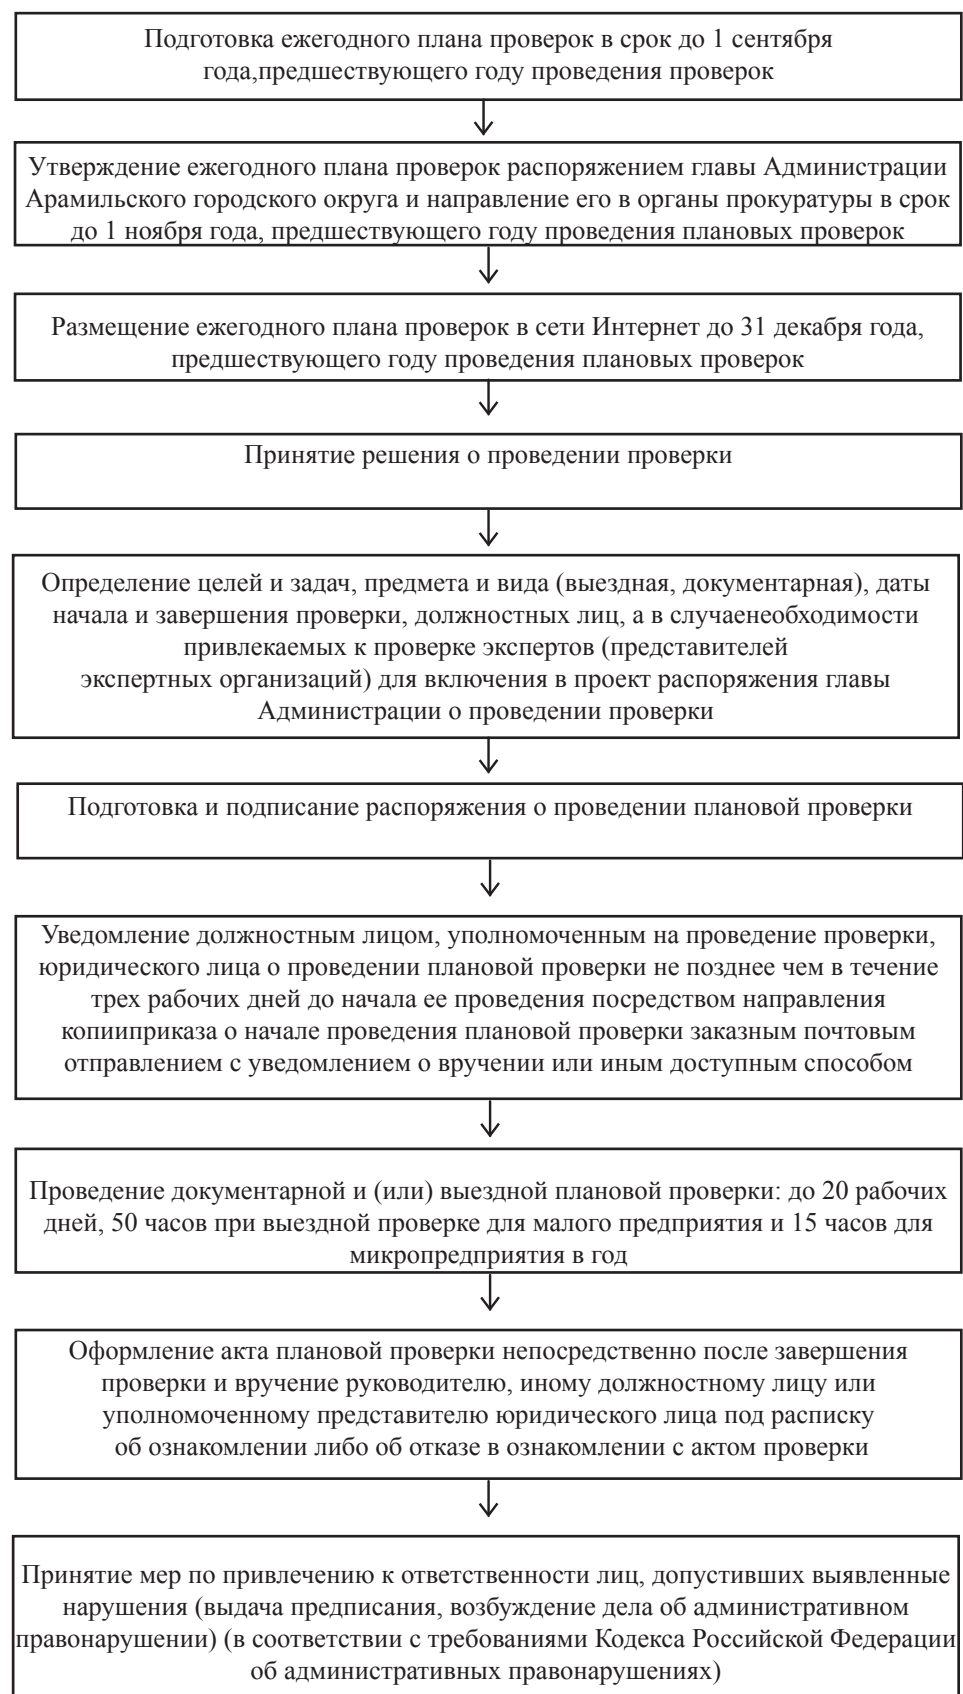 Подготовка ежегодного плана проверок в срок до 1 сентября
года,предшествующего году проведения проверок
Утверждение ежегодного плана проверок распоряжением главы Администрации
Арамильского городского округа и направление его в органы прокуратуры в срок
до 1 ноября года, предшествующего году проведения плановых проверок
Размещение ежегодного плана проверок в сети Интернет до 31 декабря года,
предшествующего году проведения плановых проверок
Принятие решения о проведении проверки
Определение целей и задач, предмета и вида (выездная, документарная), даты
начала и завершения проверки, должностных лиц, а в случаенеобходимости
привлекаемых к проверке экспертов (представителей
экспертных организаций) для включения в проект распоряжения главы
Администрации о проведении проверки
Подготовка и подписание распоряжения о проведении плановой проверки
Уведомление должностным лицом, уполномоченным на проведение проверки,
юридического лица о проведении плановой проверки не позднее чем в течение
трех рабочих дней до начала ее проведения посредством направления
копииприказа о начале проведения плановой проверки заказным почтовым
отправлением с уведомлением о вручении или иным доступным способом
Проведение документарной и (или) выездной плановой проверки: до 20 рабочих
дней, 50 часов при выездной проверке для малого предприятия и 15 часов для
микропредприятия в год
Оформление акта плановой проверки непосредственно после завершения
проверки и вручение руководителю, иному должностному лицу или
уполномоченному представителю юридического лица под расписку
об ознакомлении либо об отказе в ознакомлении с актом проверки
Принятие мер по привлечению к ответственности лиц, допустивших выявленные
нарушения (выдача предписания, возбуждение дела об административном
правонарушении) (в соответствии с требованиями Кодекса Российской Федерации
об административных правонарушениях)